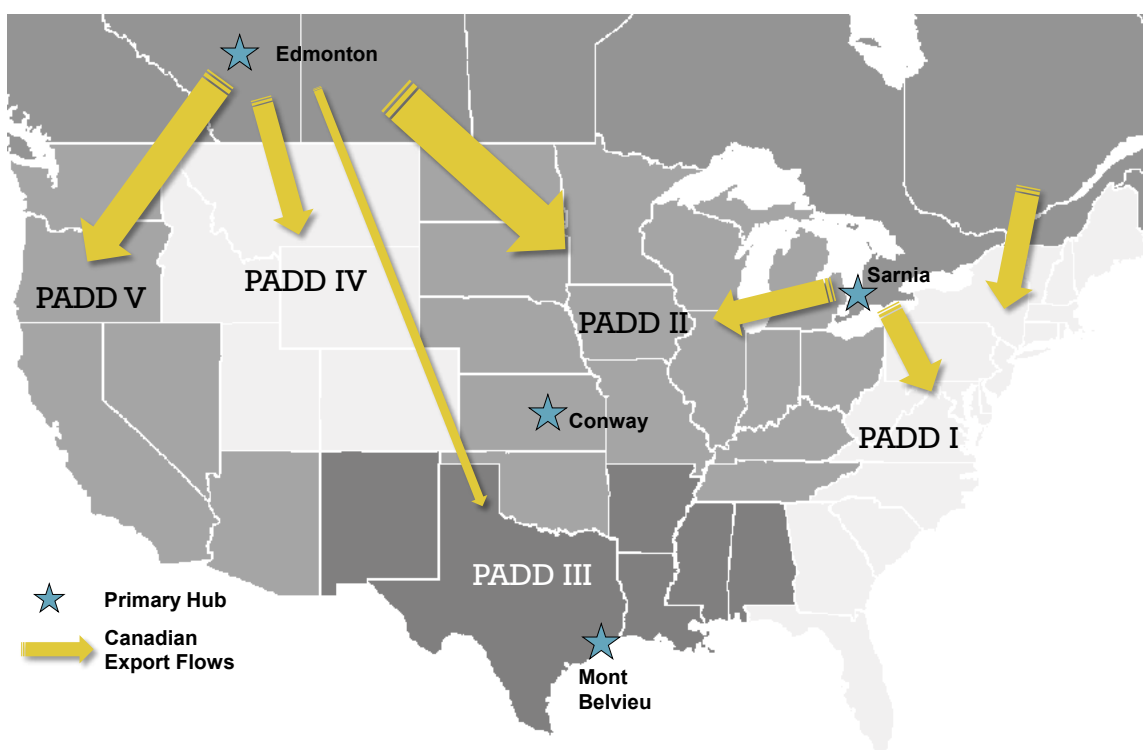 Edmonton
Sarnia
PADD IV
PADD V
PADD II
Conway
PADD I
PADD III
Primary Hub
Canadian
Export Flows
Mont
Belvieu